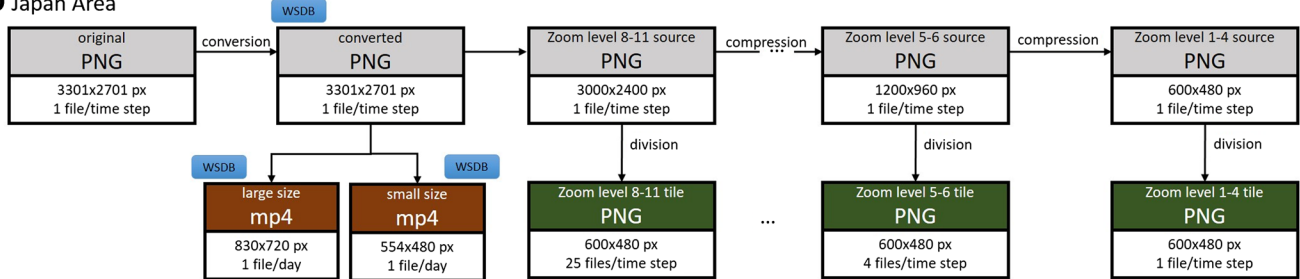 Japan Area
WSDB
original
PNG
3301x2701 px
1 file/time step
conversion
converted
PNG
3301x2701 px
1 file/time step
Zoom level 8-11 source
PNG
3000x2400 px
1 file/time step
compression
...
Zoom level 5-6 source
PNG
1200x960 px
1 file/time step
compression
Zoom level 1-4 source
PNG
600x480 px
1 file/time step
WSDB
large size
mp4
830x720 px
1 file/day
WSDB
small size
mp4
554x480 px
1 file/day
division
Zoom level 8-11 tile
PNG
600x480 px
25 files/time step
...
division
Zoom level 5-6 tile
PNG
600x480 px
4 files/time step
division
Zoom level 1-4 tile
PNG
600x480 px
1 file/time step